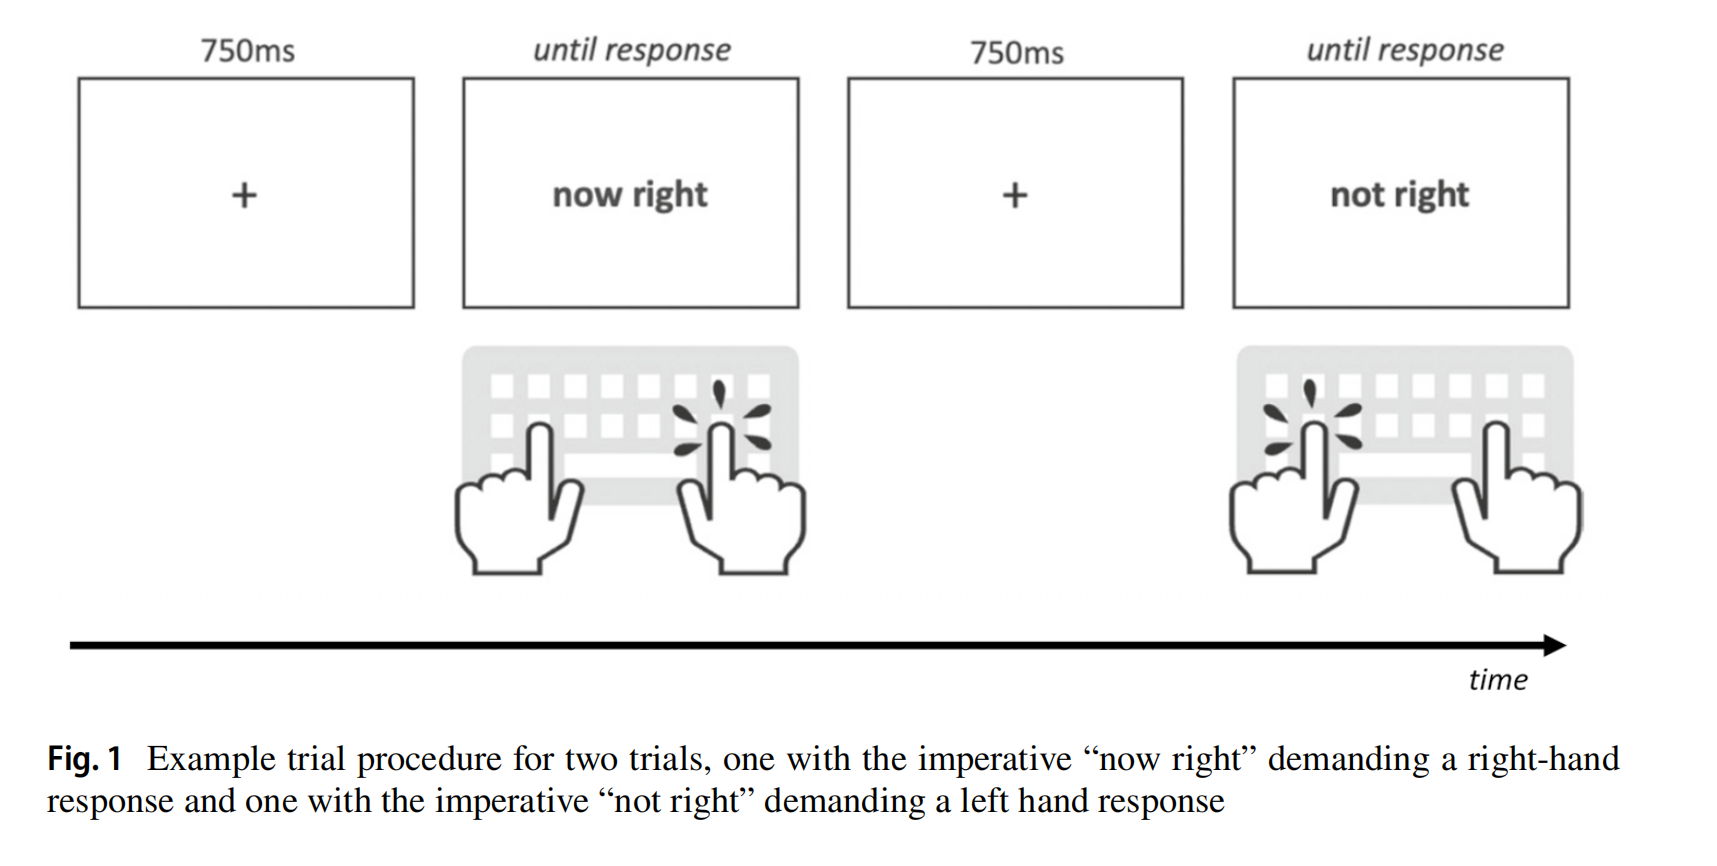 750ms
until response
750ms
until response
+
now right
+
not right
time
Fig. 1 Example trial procedure for two trials, one with the imperative “now right” demanding a right-hand
response and one with the imperative “not right” demanding a left hand response